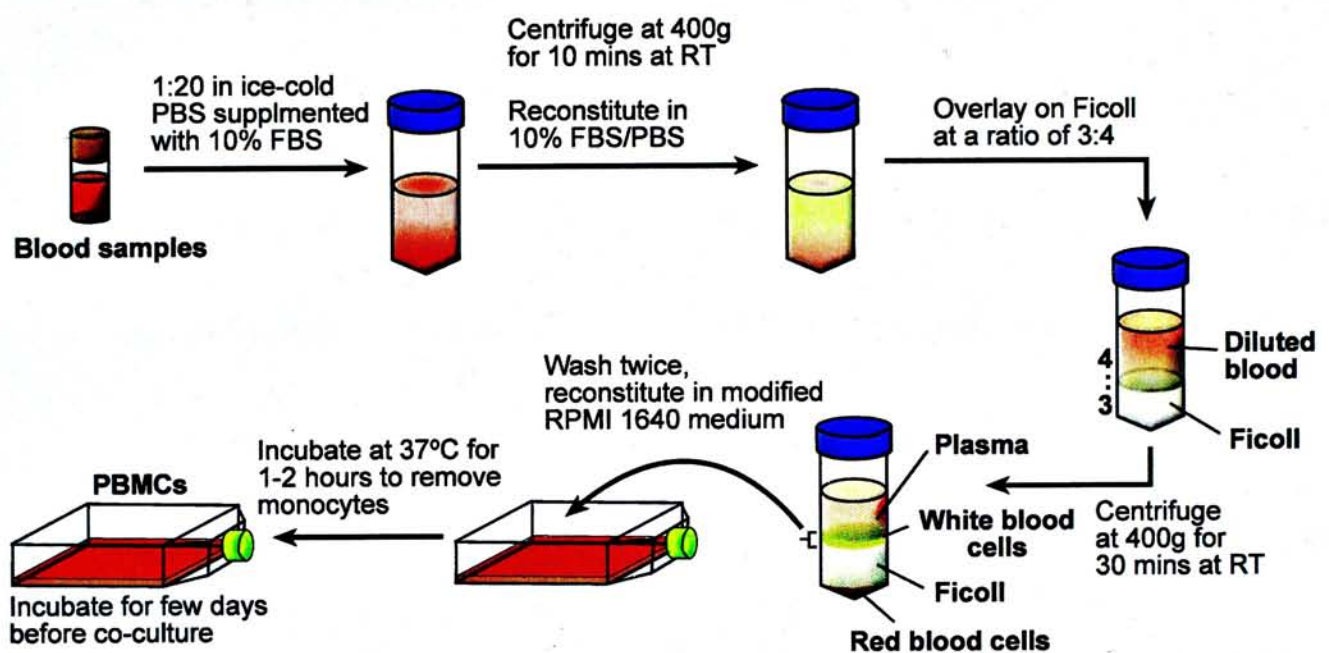 1:20 in ice-cold
PBS supplmented
with 10% FBS
Blood samples
Centrifuge at 400g
for 10 mins at RT
Reconstitute in
10% FBS/PBS
Overlay on Ficoll
at a ratio of 3:4
4
:
3
Diluted
blood
Ficoll
Centrifuge
at 400g for
30 mins at RT
Plasma
White blood
cells
Ficoll
Red blood cells
Wash twice,
reconstitute in modified
RPMI 1640 medium
Incubate at 37ºC for
1-2 hours to remove
monocytes
PBMCs
Incubate for few days
before co-culture